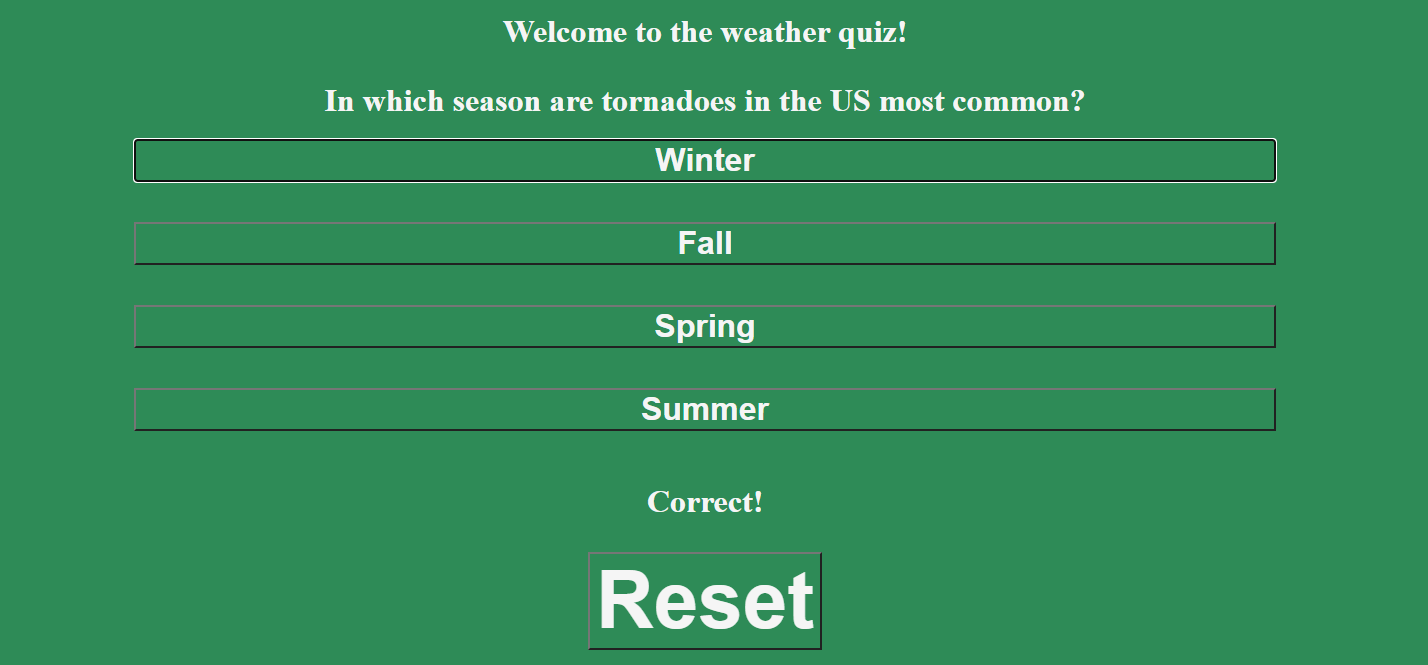 Welcome to the weather quiz!
In which season are tornadoes in the US most common?
Winter
Fall
Spring
Summer
Correct!
Reset